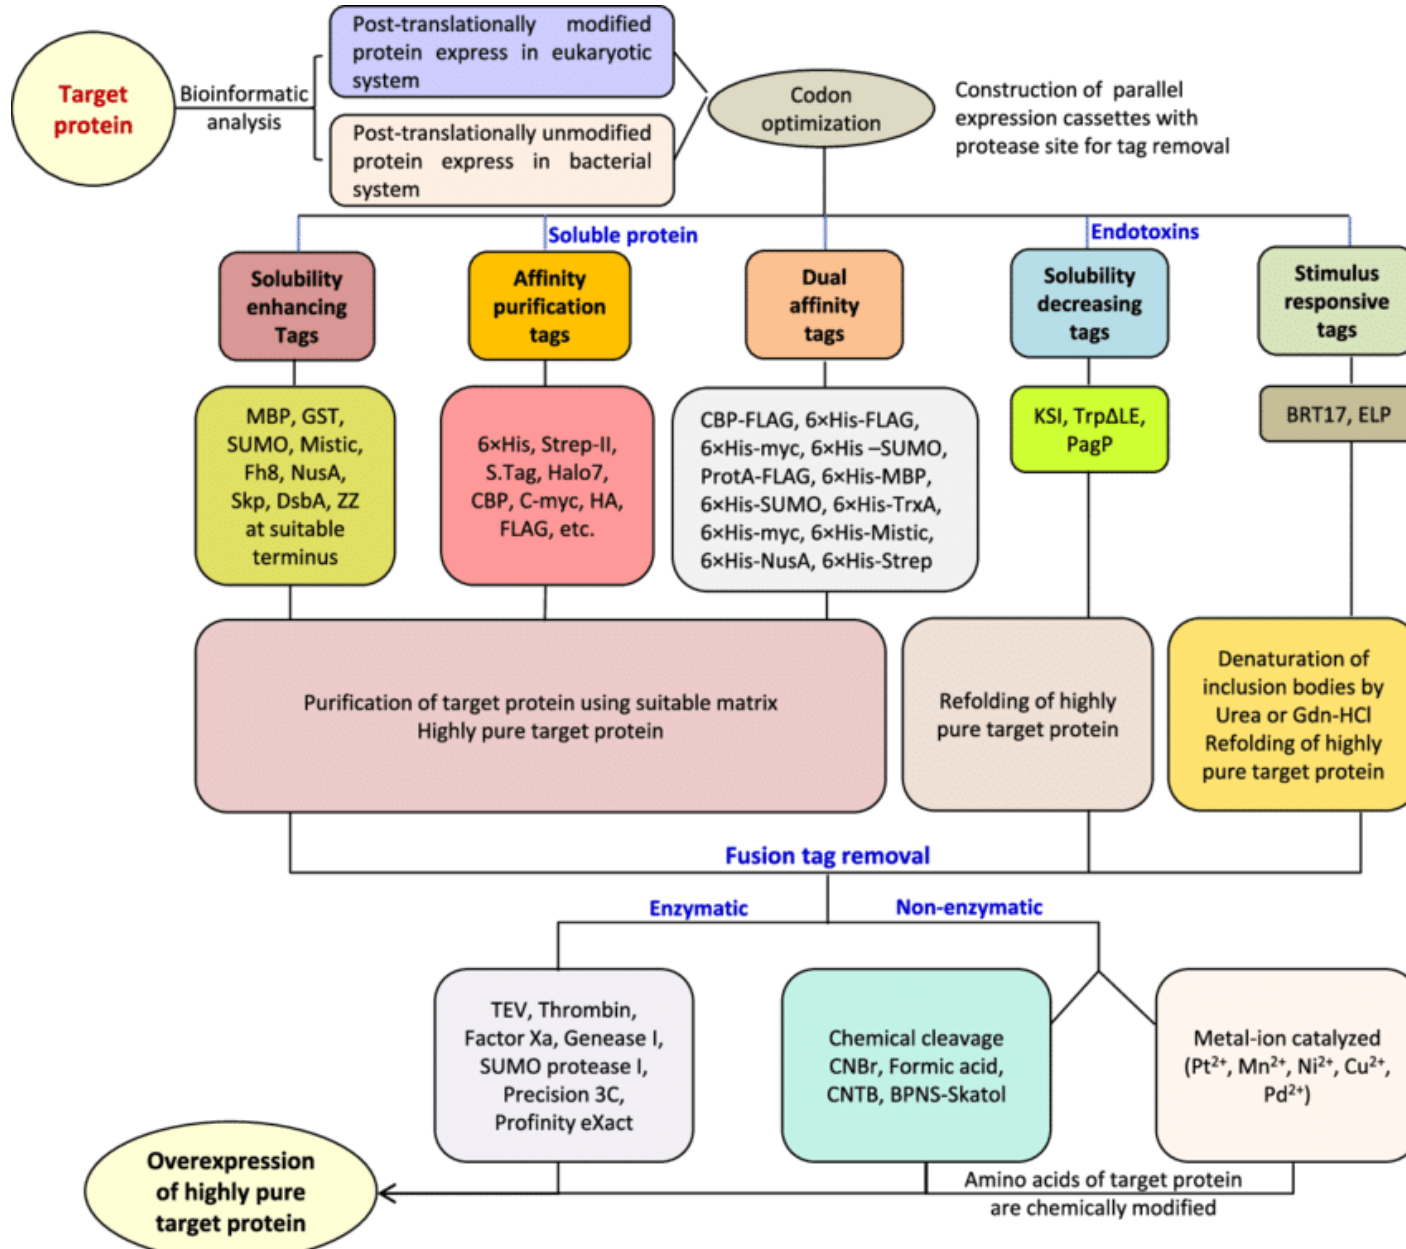 Target
protein
Bioinformatic
analysis
Post-translationally modified
protein express in eukaryotic
system
Post-translationally unmodified
protein express in bacterial
system
Codon
optimization
Construction of parallel
expression cassettes with
protease site for tag removal
Soluble protein
Endotoxins
Solubility
enhancing
Tags
Affinity
purification
tags
Dual
affinity
tags
Solubility
decreasing
tags
Stimulus
responsive
tags
MBP, GST,
SUMO, Mistic,
Fh8, NusA,
Skp, DsbA, ZZ
at suitable
terminus
6×His, Strep-II,
S.Tag, Halo7,
CBP, C-myc, HA,
FLAG, etc.
CBP-FLAG, 6×His-FLAG,
6×His-myc, 6×His –SUMO,
ProtA-FLAG, 6×His-MBP,
6×His-SUMO, 6×His-TrxA,
6×His-myc, 6×His-Mistic,
6×His-NusA, 6×His-Strep
KSI, TrpΔLE,
PagP
BRT17, ELP
Purification of target protein using suitable matrix
Highly pure target protein
Refolding of highly
pure target protein
Denaturation of
inclusion bodies by
Urea or Gdn-HCl
Refolding of highly
pure target protein
Fusion tag removal
Enzymatic
Non-enzymatic
TEV, Thrombin,
Factor Xa, Genease I,
SUMO protease I,
Precision 3C,
Profinity eXact
Chemical cleavage
CNBr, Formic acid,
CNTB, BPNS-Skatol
Metal-ion catalyzed
(Pt²⁺, Mn²⁺, Ni²⁺, Cu²⁺,
Pd²⁺)
Amino acids of target protein
are chemically modified
Overexpression
of highly pure
target protein